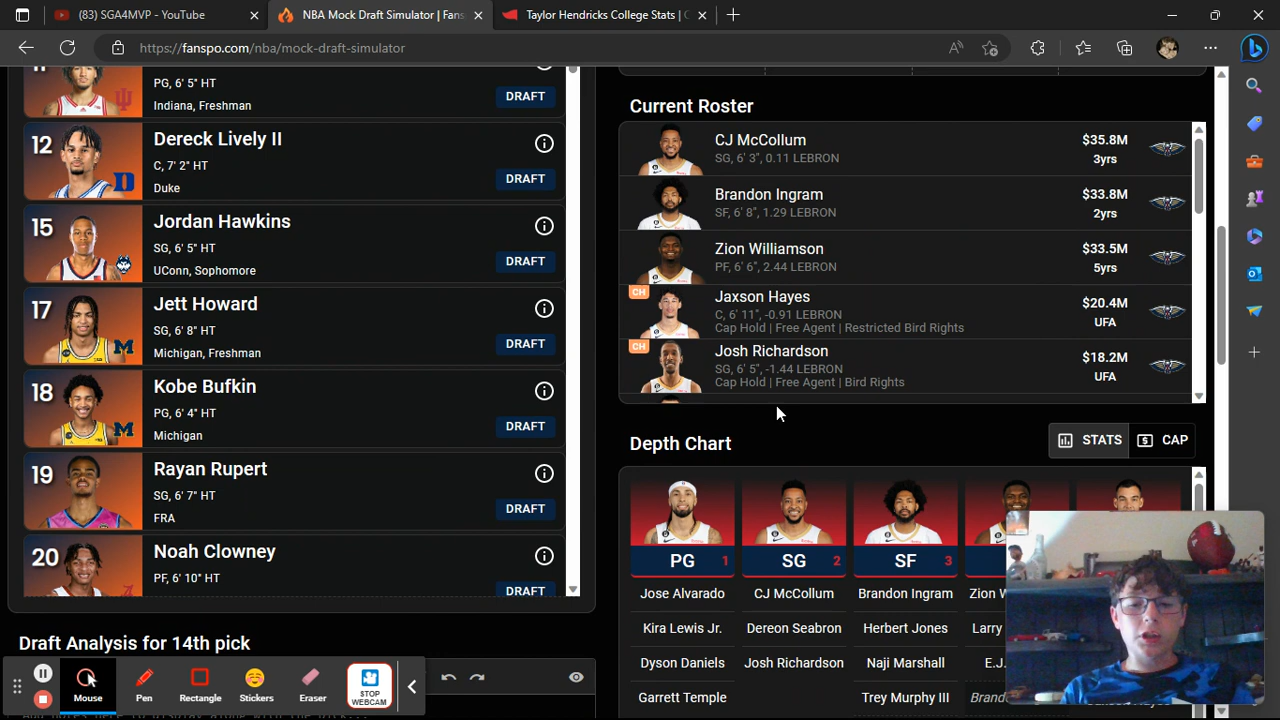 (83) SGA4MVP - YouTube
NBA Mock Draft Simulator | Fans
Taylor Hendricks College Stats | C
https://fanspo.com/nba/mock-draft-simulator
PG, 6' 5" HT
Indiana, Freshman
DRAFT
12
Dereck Lively II
C, 7' 2" HT
Duke
DRAFT
15
Jordan Hawkins
SG, 6' 5" HT
UConn, Sophomore
DRAFT
17
Jett Howard
SG, 6' 8" HT
Michigan, Freshman
DRAFT
18
Kobe Bufkin
PG, 6' 4" HT
Michigan
DRAFT
19
Rayan Rupert
SG, 6' 7" HT
FRA
DRAFT
20
Noah Clowney
PF, 6' 10" HT
DRAFT
Draft Analysis for 14th pick
Mouse
Pen
Rectangle
Stickers
Eraser
STOP
WEBCAM
Current Roster
CJ McCollum
SG, 6' 3", 0.11 LEBRON
$35.8M
3yrs
Brandon Ingram
SF, 6' 8", 1.29 LEBRON
$33.8M
2yrs
Zion Williamson
PF, 6' 6", 2.44 LEBRON
$33.5M
5yrs
CH
Jaxson Hayes
C, 6' 11", -0.91 LEBRON
Cap Hold | Free Agent | Restricted Bird Rights
$20.4M
UFA
CH
Josh Richardson
SG, 6' 5", -1.44 LEBRON
Cap Hold | Free Agent | Bird Rights
$18.2M
UFA
Depth Chart
STATS
CAP
PG 1
SG 2
SF 3
Jose Alvarado
CJ McCollum
Brandon Ingram
Zion W
Kira Lewis Jr.
Dereon Seabron
Herbert Jones
Larry
Dyson Daniels
Josh Richardson
Naji Marshall
E.J.
Garrett Temple
Trey Murphy III
Brand